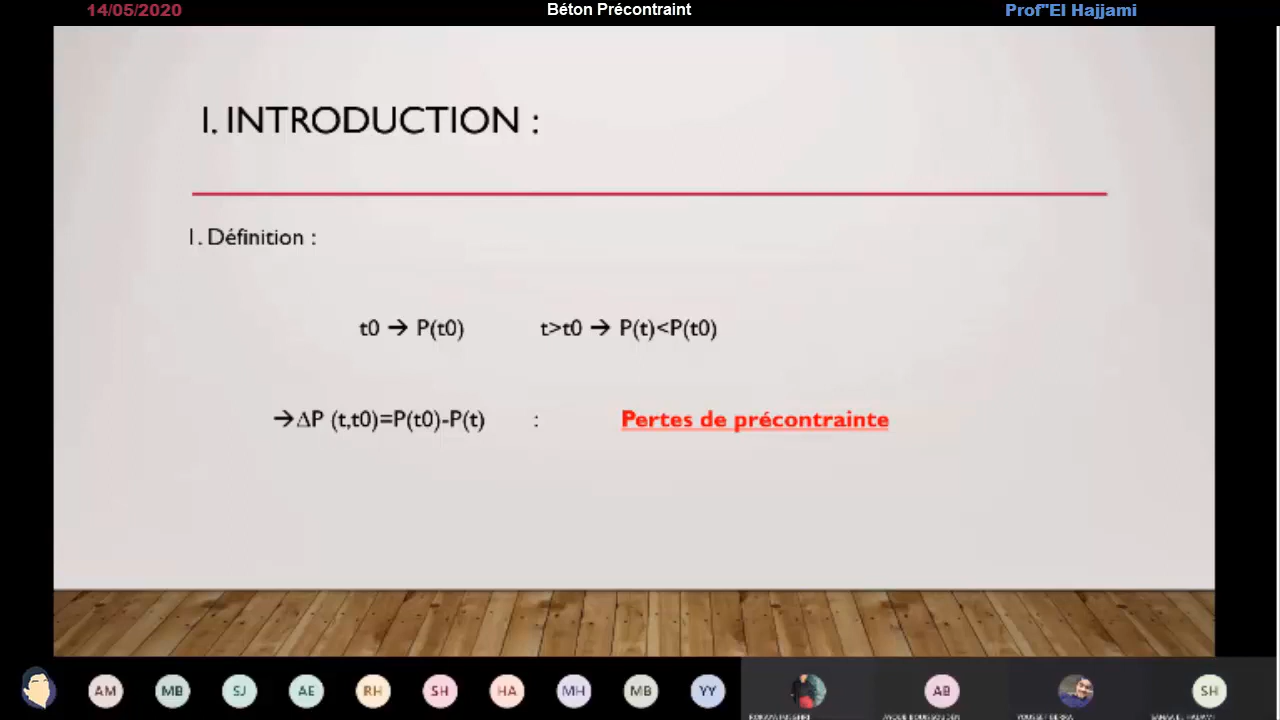 14/05/2020 Béton Précontraint Prof"El Hajjami
I. INTRODUCTION :
1. Définition :
t0 → P(t0) t>t0 → P(t)<P(t0)
→ΔP (t,t0)=P(t0)-P(t) : Pertes de précontrainte
AM MB SJ AE RH SH HA MH MB YY AB SH